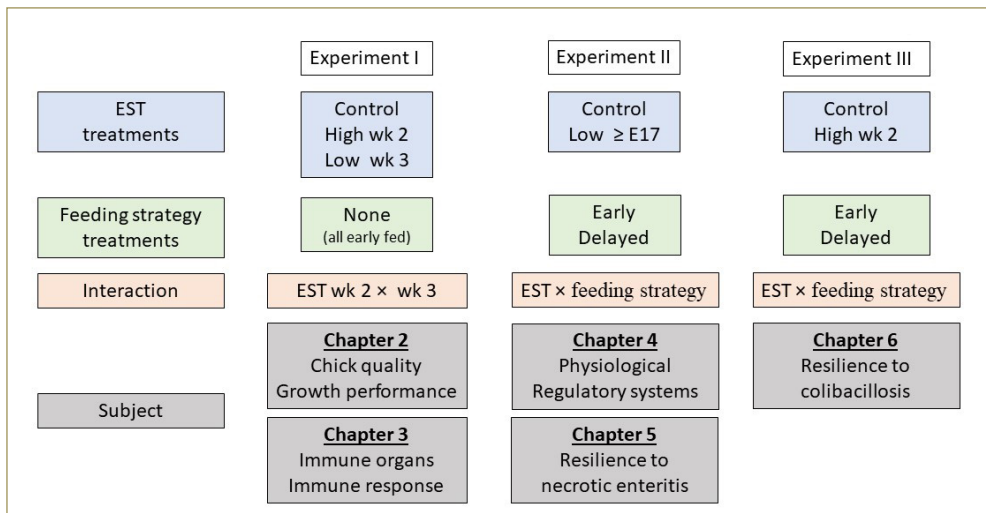 Experiment I
Experiment II
Experiment III
EST
treatments
Control
High wk 2
Low wk 3
Control
Low ≥ E17
Control
High wk 2
Feeding strategy
treatments
None
(all early fed)
Early
Delayed
Early
Delayed
Interaction
EST wk 2 × wk 3
EST × feeding strategy
EST × feeding strategy
Subject
Chapter 2
Chick quality
Growth performance
Chapter 4
Physiological
Regulatory systems
Chapter 6
Resilience to
colibacillosis
Chapter 3
Immune organs
Immune response
Chapter 5
Resilience to
necrotic enteritis